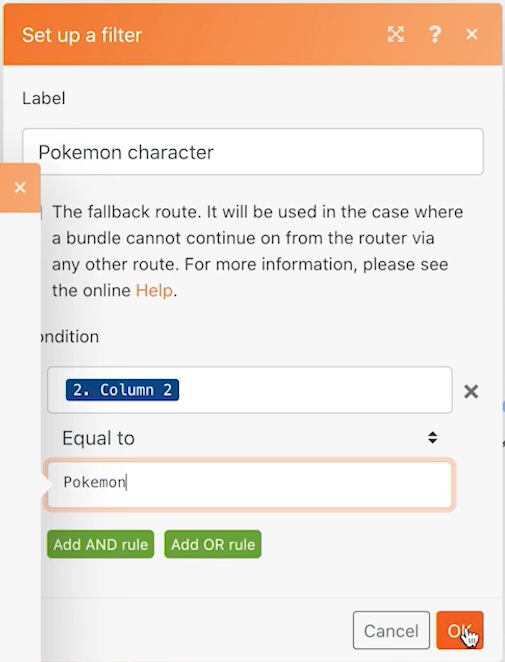 Set up a filter
?
Label
Pokemon character
The fallback route. It will be used in the case where
a bundle cannot continue on from the router via
any other route. For more information, please see
the online Help.
ondition
2. Column 2
Equal to
Pokemon
Add AND rule Add OR rule
Cancel OK